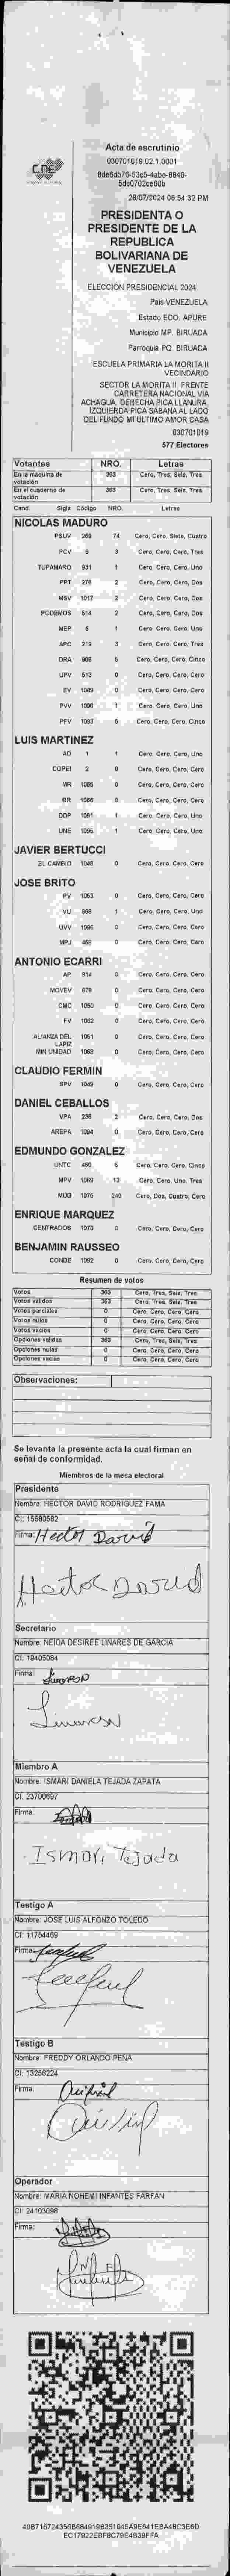 CNE
Acta de escrutinio
030701019.02.1.0001
8de5db76-53c5-4abe-8840-
5dc0702ce80b
28/07/2024 06:54:32 PM
PRESIDENTA O
PRESIDENTE DE LA
REPUBLICA
BOLIVARIANA DE
VENEZUELA
ELECCIÓN PRESIDENCIAL 2024
País VENEZUELA
Estado EDO. APURE
Municipio MP. BIRUACA
Parroquia PQ. BIRUACA
ESCUELA PRIMARIA LA MORITA II
VECINDARIO
SECTOR LA MORITA II. FRENTE
CARRETERA NACIONAL VIA
ACHAGUA. DERECHA PICA LLANURA.
IZQUIERDA PICA SABANA AL LADO
DEL FUNDO MI ULTIMO AMOR CASA
030701019
577 Electores
Votantes NRO. Letras
En la maquina de votación 363 Cero, Tres, Seis, Tres
En el cuaderno de votación 363 Cero, Tres, Seis, Tres
Cand Sigla Código NRO. Letras
NICOLAS MADURO
PSUV 269 74 Cero, Cero, Siete, Cuatro
PCV 9 3 Cero, Cero, Cero, Tres
TUPAMARO 931 1 Cero, Cero, Cero, Uno
PPT 276 2 Cero, Cero, Cero, Dos
MSV 1017 2 Cero, Cero, Cero, Dos
PODEMOS 514 2 Cero, Cero, Cero, Dos
MEP 6 1 Cero, Cero, Cero, Uno
APC 219 3 Cero, Cero, Cero, Tres
ORA 906 5 Cero, Cero, Cero, Cinco
UPV 513 0 Cero, Cero, Cero, Cero
EV 1089 0 Cero, Cero, Cero, Cero
PVV 1090 1 Cero, Cero, Cero, Uno
PFV 1093 5 Cero, Cero, Cero, Cinco
LUIS MARTINEZ
AD 1 1 Cero, Cero, Cero, Uno
COPEI 2 0 Cero, Cero, Cero, Cero
MR 1085 0 Cero, Cero, Cero, Cero
BR 1086 0 Cero, Cero, Cero, Cero
DDP 1091 1 Cero, Cero, Cero, Uno
UNE 1095 1 Cero, Cero, Cero, Uno
JAVIER BERTUCCI
EL CAMBIO 1048 0 Cero, Cero, Cero, Cero
JOSE BRITO
PV 1053 0 Cero, Cero, Cero, Cero
VU 868 1 Cero, Cero, Cero, Uno
UVV 1096 0 Cero, Cero, Cero, Cero
MPJ 459 0 Cero, Cero, Cero, Cero
ANTONIO ECARRI
AP 914 0 Cero, Cero, Cero, Cero
MOVEV 878 0 Cero, Cero, Cero, Cero
CMC 1050 0 Cero, Cero, Cero, Cero
FV 1052 0 Cero, Cero, Cero, Cero
ALIANZA DEL LAPIZ 1061 0 Cero, Cero, Cero, Cero
MIN UNIDAD 1068 0 Cero, Cero, Cero, Cero
CLAUDIO FERMIN
SPV 1049 0 Cero, Cero, Cero, Cero
DANIEL CEBALLOS
VPA 236 2 Cero, Cero, Cero, Dos
AREPA 1094 0 Cero, Cero, Cero, Cero
EDMUNDO GONZALEZ
UNTC 460 5 Cero, Cero, Cero, Cinco
MPV 1069 13 Cero, Cero, Uno, Tres
MUD 1075 240 Cero, Dos, Cuatro, Cero
ENRIQUE MARQUEZ
CENTRADOS 1073 0 Cero, Cero, Cero, Cero
BENJAMIN RAUSSEO
CONDE 1092 0 Cero, Cero, Cero, Cero
Resumen de votos
Votos 363 Cero, Tres, Seis, Tres
Votos válidos 363 Cero, Tres, Seis, Tres
Votos parciales 0 Cero, Cero, Cero, Cero
Votos nulos 0 Cero, Cero, Cero, Cero
Votos vacios 0 Cero, Cero, Cero, Cero
Opciones validas 363 Cero, Tres, Seis, Tres
Opciones nulas 0 Cero, Cero, Cero, Cero
Opciones vacias 0 Cero, Cero, Cero, Cero
Observaciones:
Se levanta la presente acta la cual firman en
señal de conformidad.
Miembros de la mesa electoral
Presidente
Nombre: HECTOR DAVID RODRIGUEZ FAMA
CI: 15680582
Firma: Hector David
Hector David
Secretario
Nombre: NEIDA DESIREE LINARES DE GARCIA
CI: 19405084
Firma:
Miembro A
Nombre: ISMARI DANIELA TEJADA ZAPATA
CI: 23700697
Firma:
Ismari Tejada
Testigo A
Nombre: JOSE LUIS ALFONZO TOLEDO
CI: 11754469
Firma:
Testigo B
Nombre: FREDDY ORLANDO PEÑA
CI: 13256224
Firma:
Operador
Nombre: MARIA NOHEMI INFANTES FARFAN
CI: 24103098
Firma:
40B716724356B684919B351045A9E641EBA48C3E6D
EC17922EBF8C79E4B39FFA